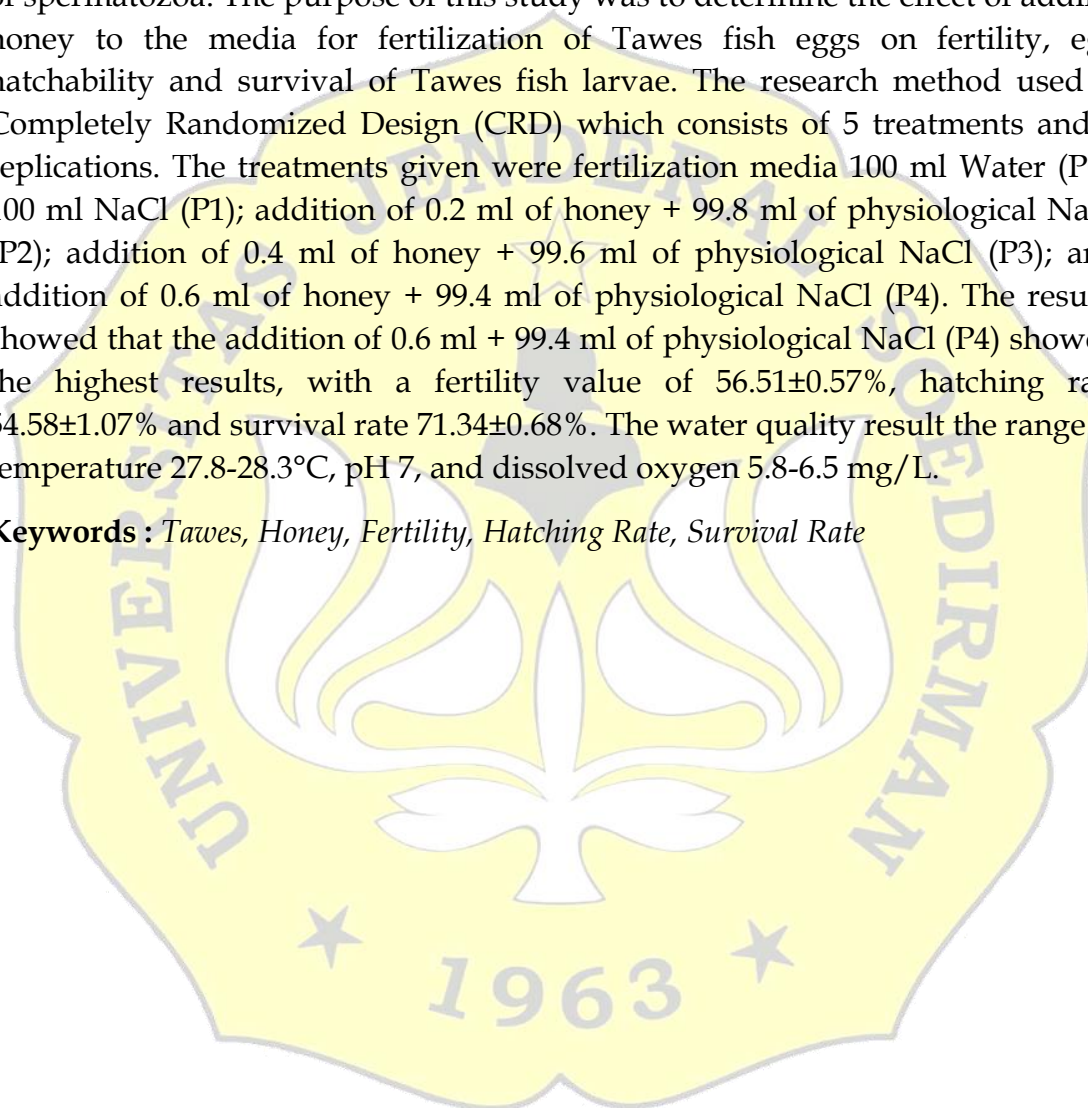 of spermatozoa. The purpose of this study was to determine the effect of addi
honey to the media for fertilization of Tawes fish eggs on fertility, eg
hatchability and survival of Tawes fish larvae. The research method used
Completely Randomized Design (CRD) which consists of 5 treatments and
replications. The treatments given were fertilization media 100 ml Water (P
100 ml NaCl (P1); addition of 0.2 ml of honey + 99.8 ml of physiological Na
(P2); addition of 0.4 ml of honey + 99.6 ml of physiological NaCl (P3); an
addition of 0.6 ml of honey + 99.4 ml of physiological NaCl (P4). The resu
showed that the addition of 0.6 ml + 99.4 ml of physiological NaCl (P4) showe
the highest results, with a fertility value of 56.51±0.57%, hatching ra
±1.07% and survival rate 71.34±0.68%. The water quality result the range
temperature 27.8-28.3°C, pH 7, and dissolved oxygen 5.8-6.5 mg/L.
Keywords : Tawes, Honey, Fertility, Hatching Rate, Survival Rate
UNIVERSITAS JENDERAL SOEDIRMAN
1963